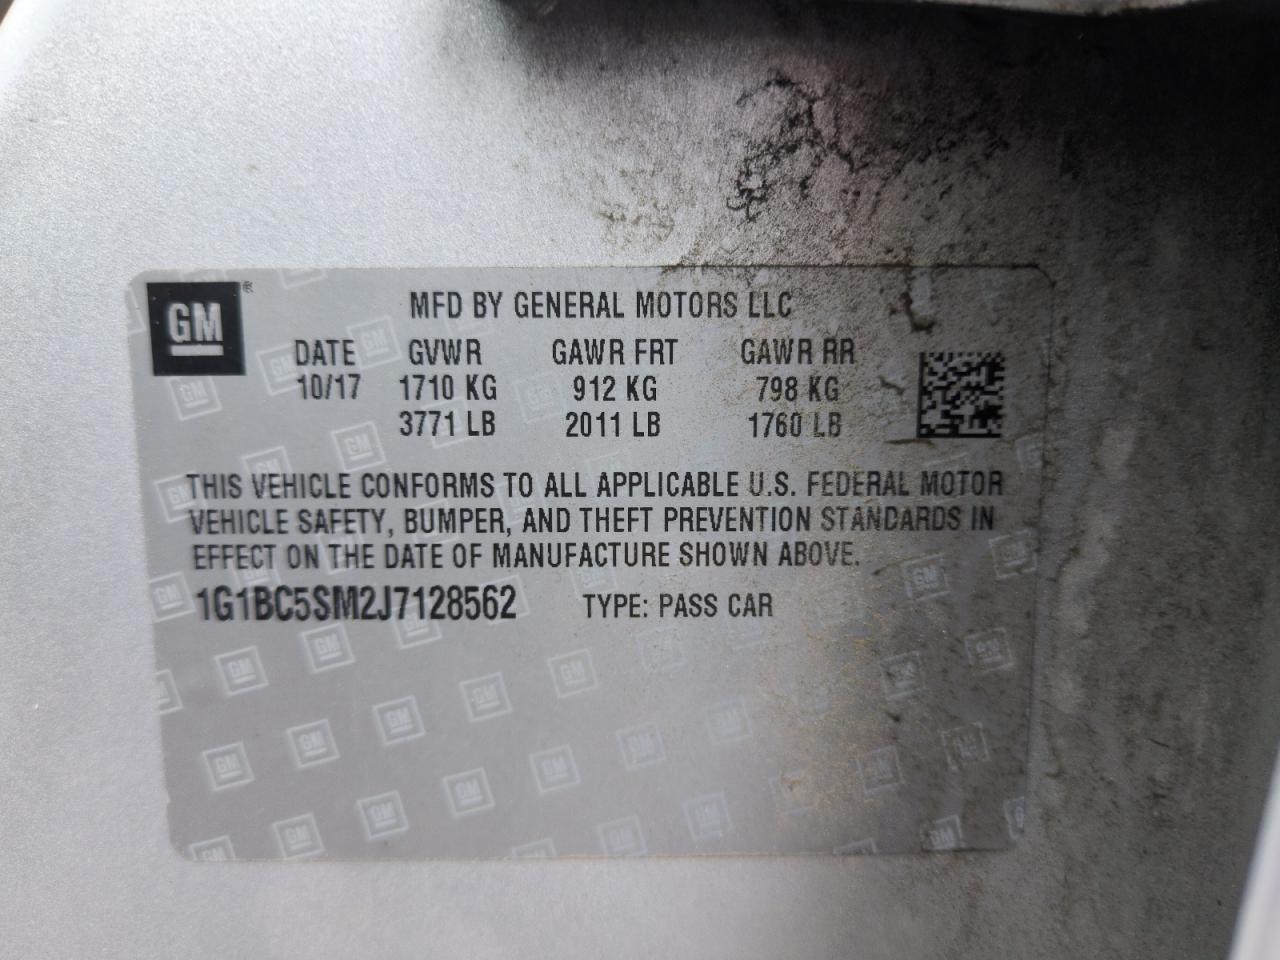 GM ®
MFD BY GENERAL MOTORS LLC
DATE GVWR GAWR FRT GAWR RR
10/17 1710 KG 912 KG 798 KG
3771 LB 2011 LB 1760 LB
THIS VEHICLE CONFORMS TO ALL APPLICABLE U.S. FEDERAL MOTOR
VEHICLE SAFETY, BUMPER, AND THEFT PREVENTION STANDARDS IN
EFFECT ON THE DATE OF MANUFACTURE SHOWN ABOVE.
1G1BC5SM2J7128562 TYPE: PASS CAR